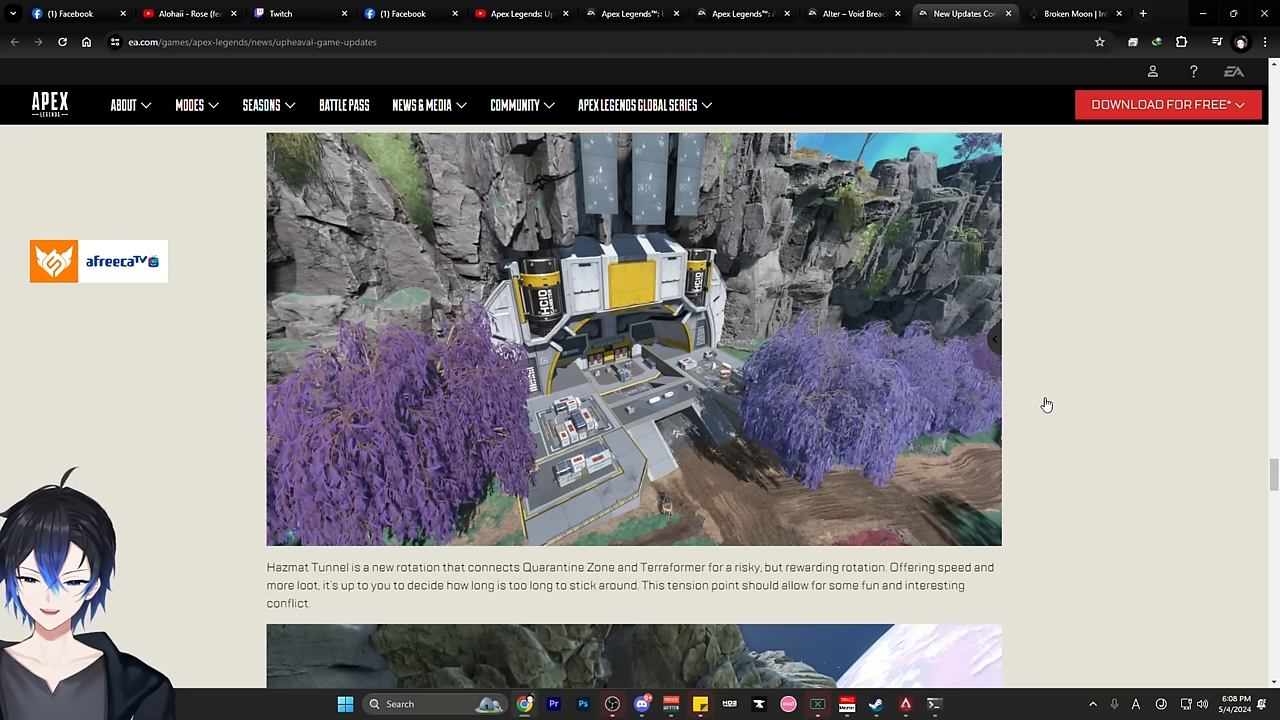 (1) Facebook
Alohaii - Rose (fe
Twitch
(1) Facebook
Apex Legends: Up
Apex Legends™: U
Apex Legends™: A
Alter – Void Breac
New Updates Co
Broken Moon | In
ea.com/games/apex-legends/news/upheaval-game-updates
EA
APEX
LEGENDS
ABOUT
MODES
SEASONS
BATTLE PASS
NEWS & MEDIA
COMMUNITY
APEX LEGENDS GLOBAL SERIES
DOWNLOAD FOR FREE*
afreecaTV
HCIO
HCIO
Hazmat Tunnel is a new rotation that connects Quarantine Zone and Terraformer for a risky, but rewarding rotation. Offering speed and
more loot, it's up to you to decide how long is too long to stick around. This tension point should allow for some fun and interesting
conflict.
Search
6:08 PM
5/4/2024